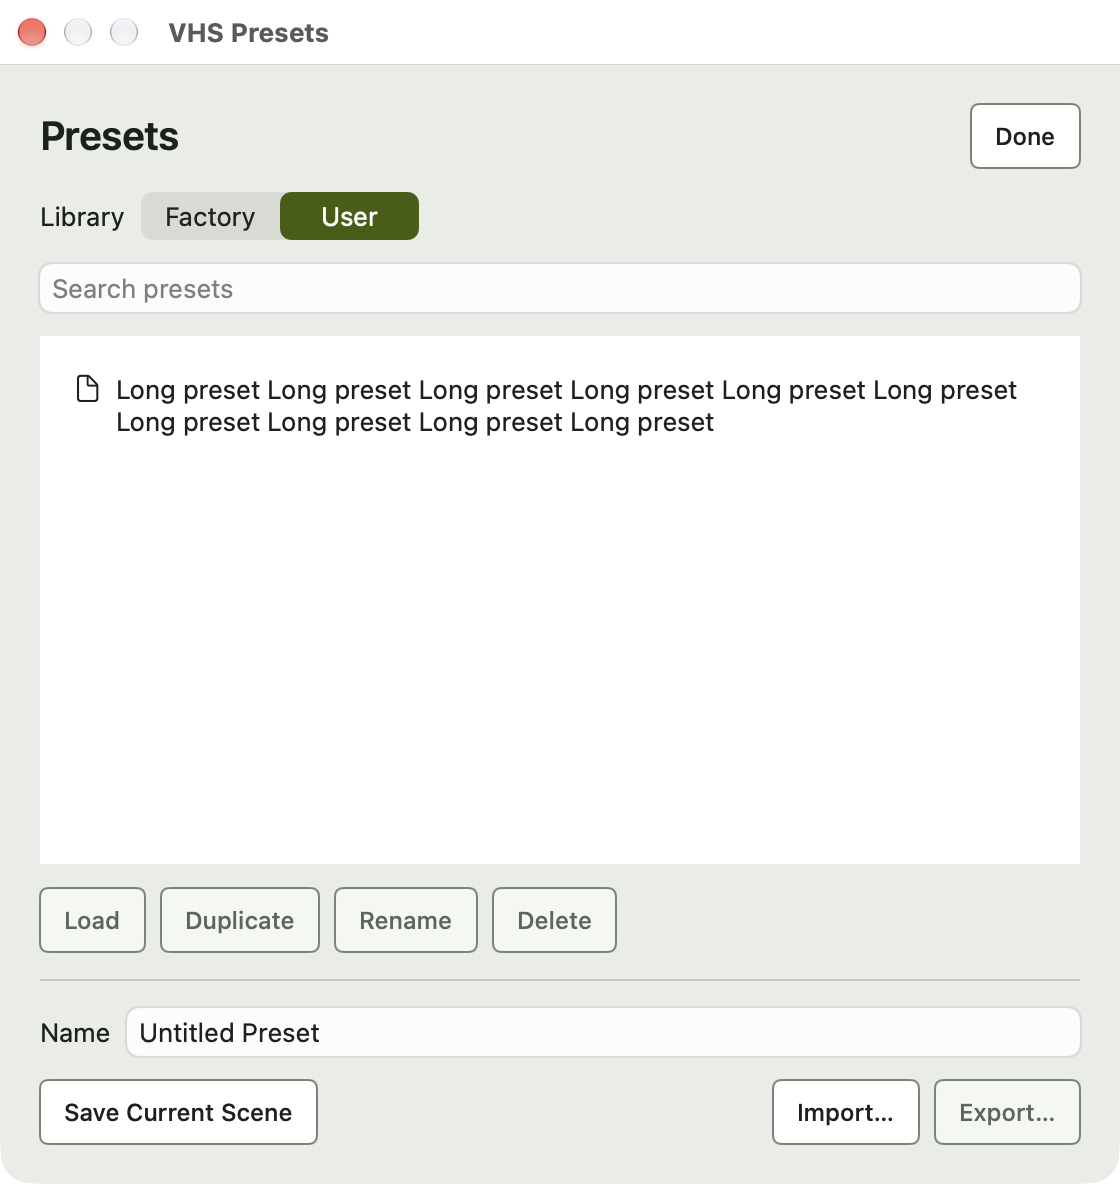 VHS Presets
Presets
Done
Library
Factory
User
Search presets
Long preset Long preset Long preset Long preset Long preset Long preset
Long preset Long preset Long preset Long preset
Load
Duplicate
Rename
Delete
Name
Untitled Preset
Save Current Scene
Import...
Export...